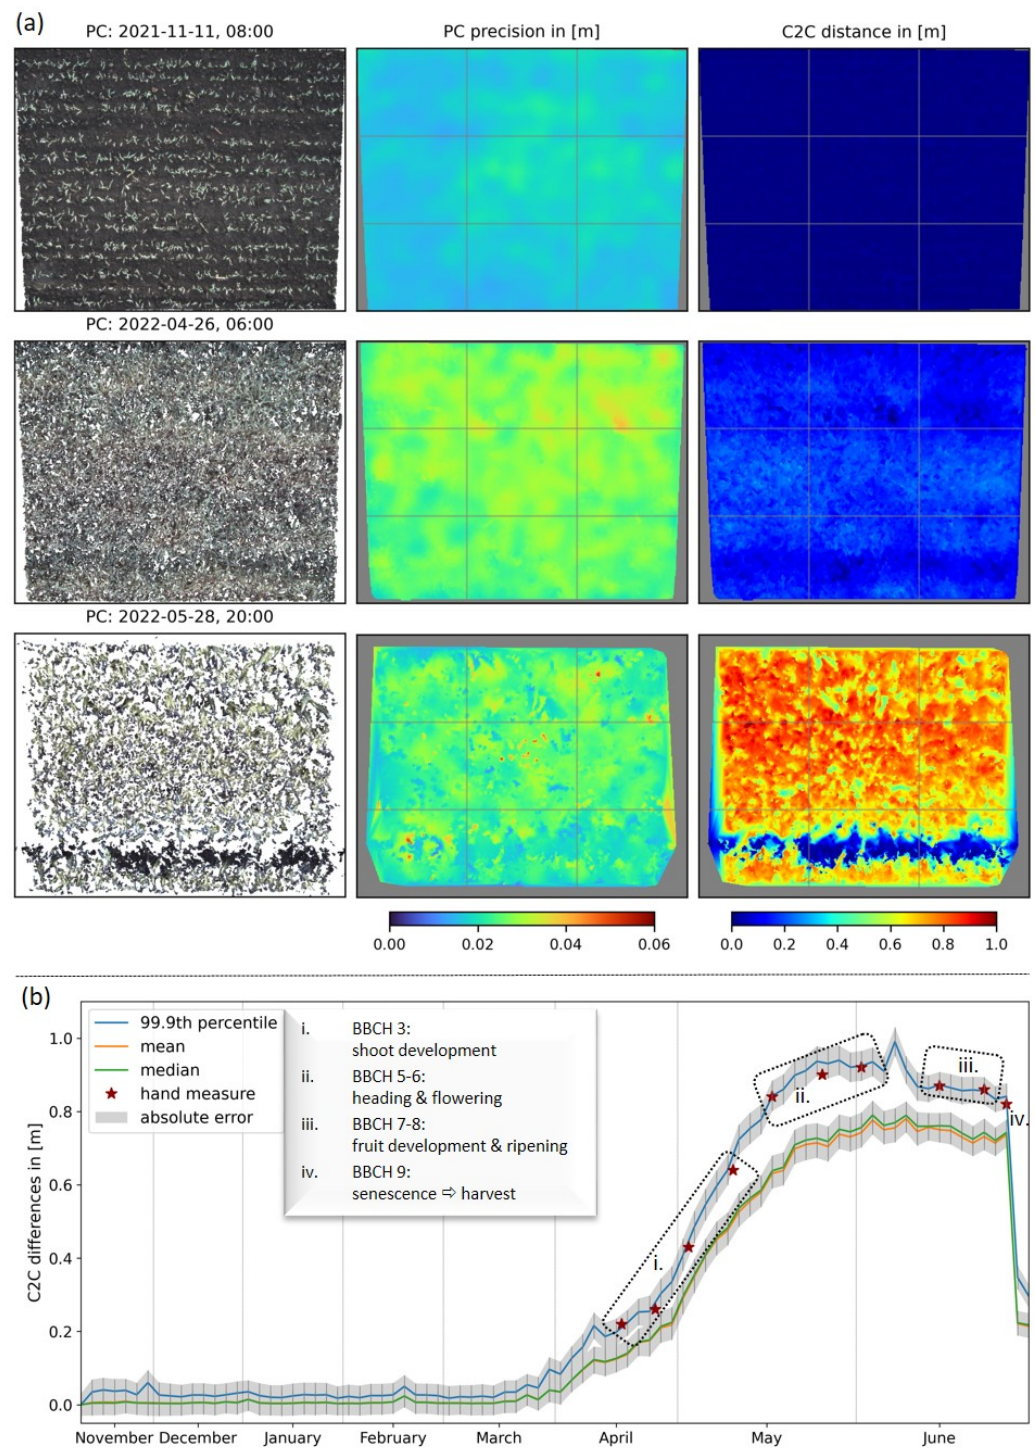 (a)
PC: 2021-11-11, 08:00
PC precision in [m]
C2C distance in [m]
PC: 2022-04-26, 06:00
PC: 2022-05-28, 20:00
0.00 0.02 0.04 0.06
0.0 0.2 0.4 0.6 0.8 1.0
(b)
C2C differences in [m]
1.0
0.8
0.6
0.4
0.2
0.0
99.9th percentile
mean
median
hand measure
absolute error
i. BBCH 3:
shoot development
ii. BBCH 5-6:
heading & flowering
iii. BBCH 7-8:
fruit development & ripening
iv. BBCH 9:
senescence ⇨ harvest
i.
ii.
iii.
iv.
November December January February March April May June